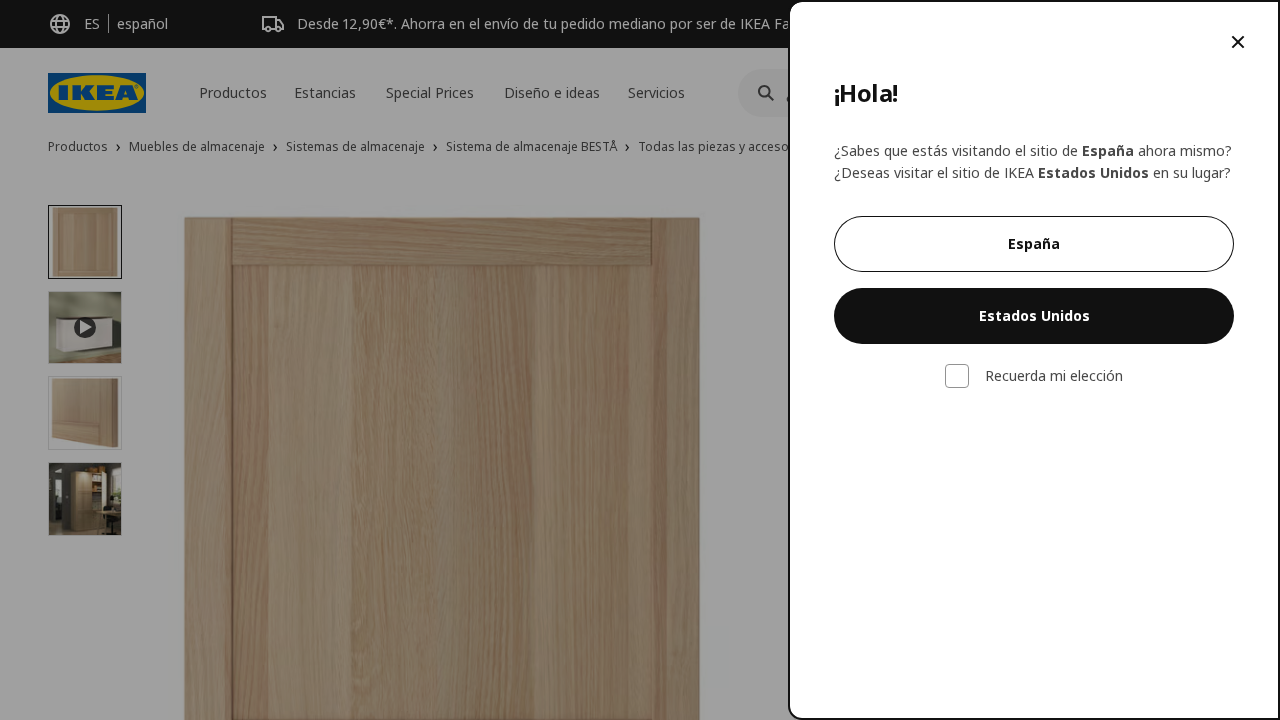 ES español
Desde 12,90€*. Ahorra en el envío de tu pedido mediano por ser de IKEA Fa
IKEA
Productos Estancias Special Prices Diseño e ideas Servicios
Productos › Muebles de almacenaje › Sistemas de almacenaje › Sistema de almacenaje BESTÅ › Todas las piezas y acceso
¡Hola!
¿Sabes que estás visitando el sitio de España ahora mismo?
¿Deseas visitar el sitio de IKEA Estados Unidos en su lugar?
España
Estados Unidos
Recuerda mi elección